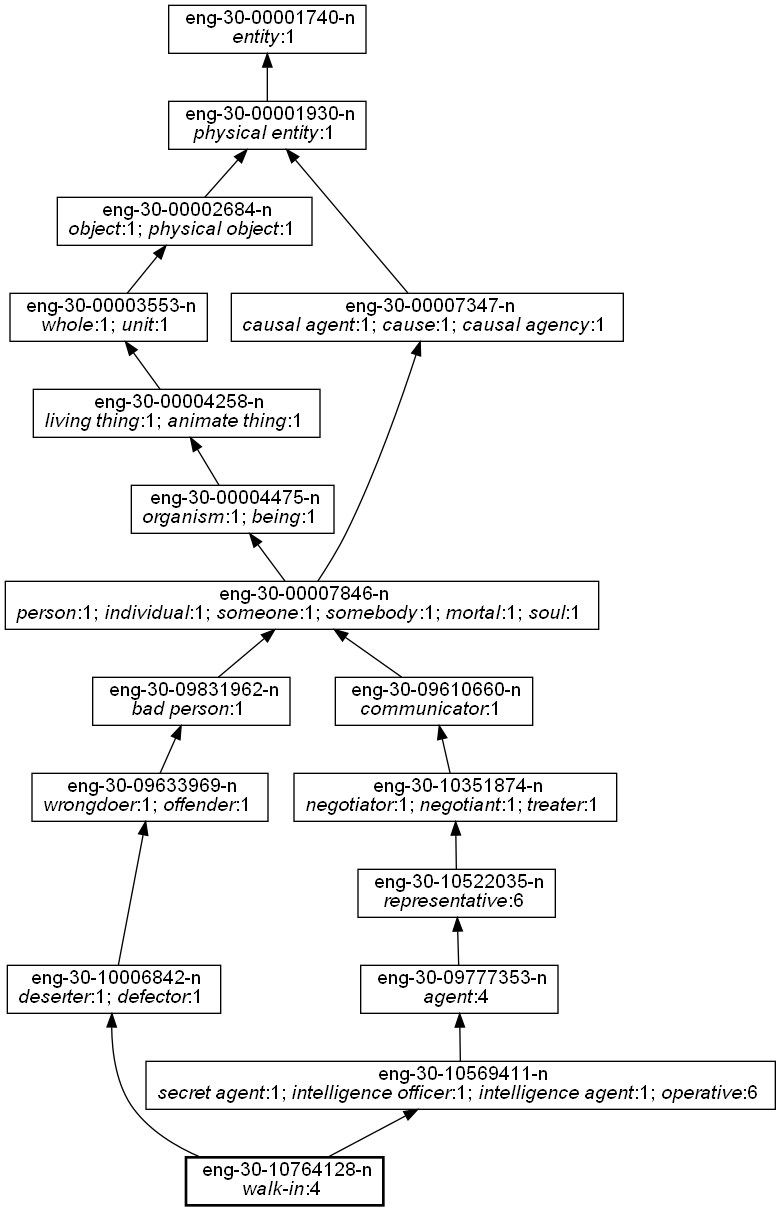 eng-30-00001740-n
entity:1
eng-30-00001930-n
physical entity:1
eng-30-00002684-n
object:1; physical object:1
eng-30-00003553-n
whole:1; unit:1
eng-30-00007347-n
causal agent:1; cause:1; causal agency:1
eng-30-00004258-n
living thing:1; animate thing:1
eng-30-00004475-n
organism:1; being:1
eng-30-00007846-n
person:1; individual:1; someone:1; somebody:1; mortal:1; soul:1
eng-30-09831962-n
bad person:1
eng-30-09610660-n
communicator:1
eng-30-09633969-n
wrongdoer:1; offender:1
eng-30-10351874-n
negotiator:1; negotiant:1; treater:1
eng-30-10522035-n
representative:6
eng-30-10006842-n
deserter:1; defector:1
eng-30-09777353-n
agent:4
eng-30-10569411-n
secret agent:1; intelligence officer:1; intelligence agent:1; operative:6
eng-30-10764128-n
walk-in:4